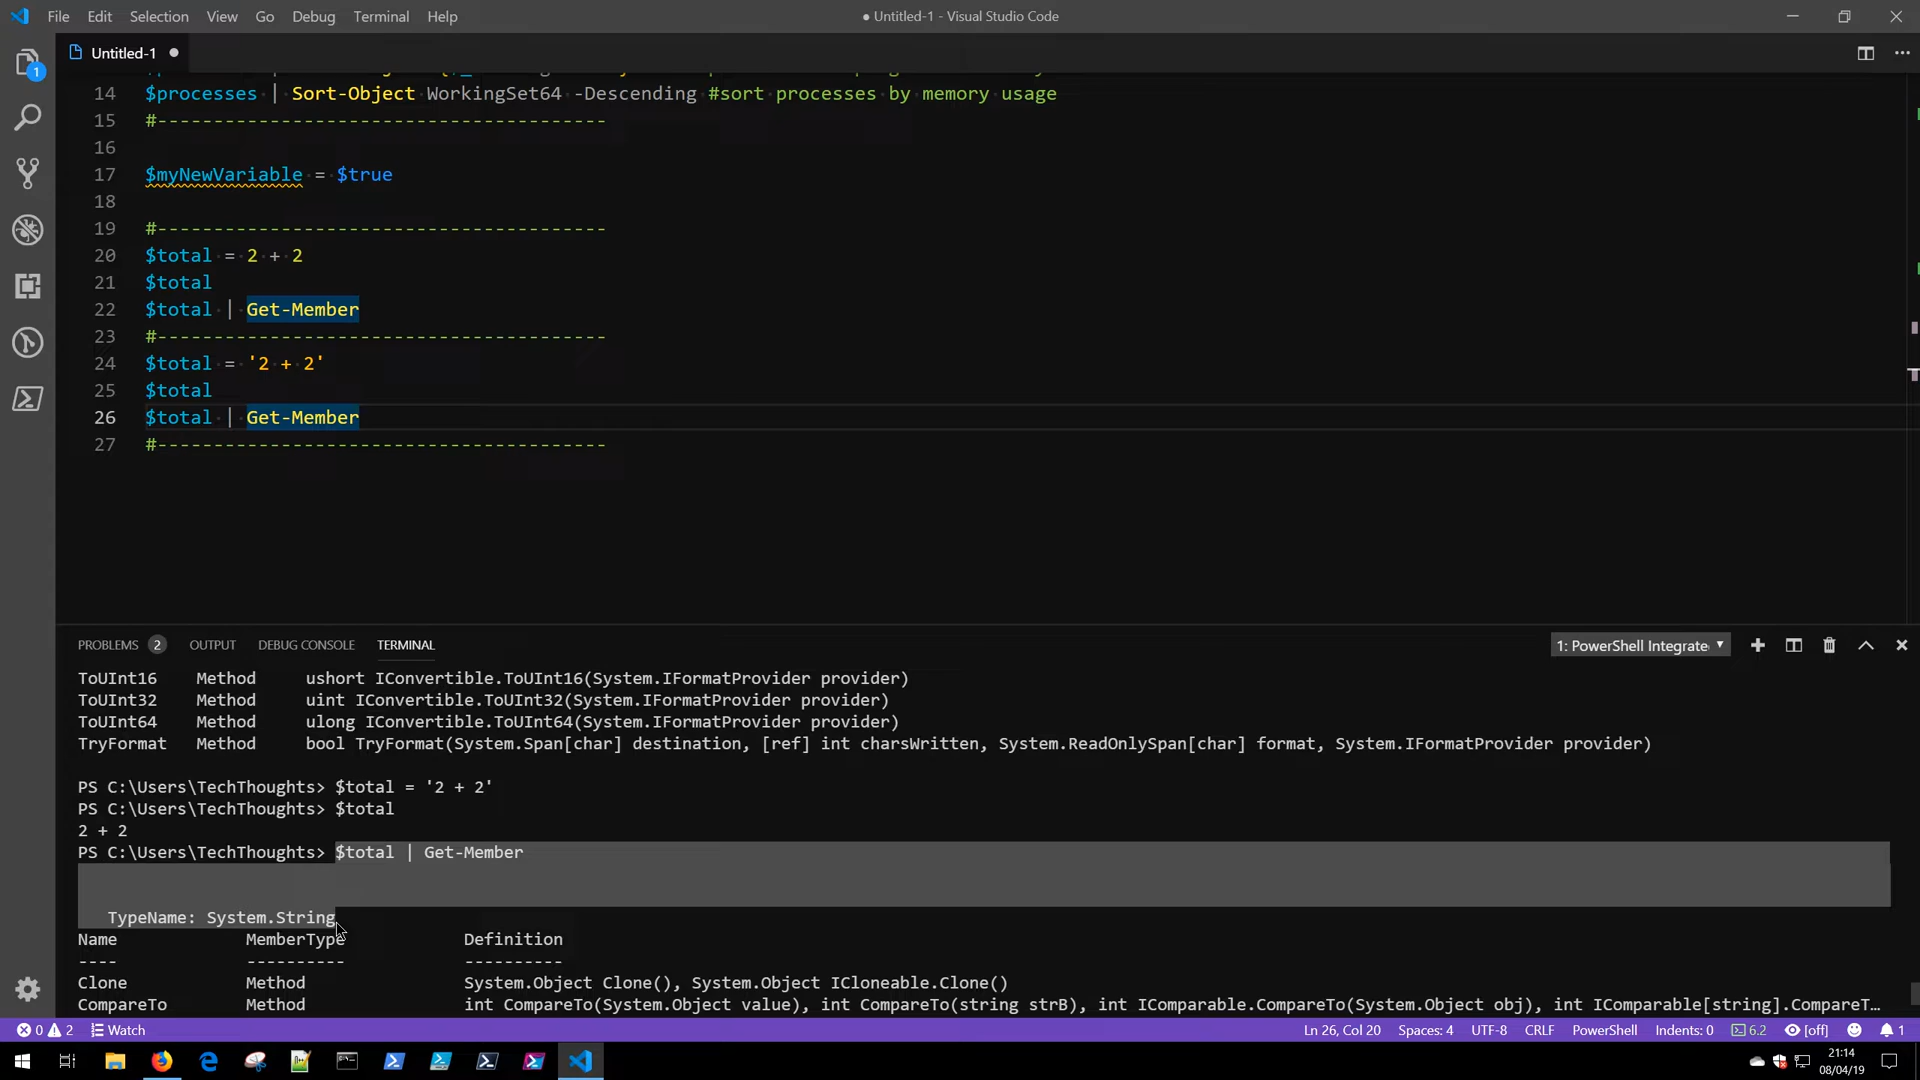 File Edit Selection View Go Debug Terminal Help
● Untitled-1 - Visual Studio Code
Untitled-1 ●
1
14 $processes | Sort-Object WorkingSet64 -Descending #sort processes by memory usage
15 #----------------------------------------
16
17 $myNewVariable = $true
18
19 #----------------------------------------
20 $total = 2 + 2
21 $total
22 $total | Get-Member
23 #----------------------------------------
24 $total = '2 + 2'
25 $total
26 $total | Get-Member
27 #----------------------------------------
PROBLEMS 2 OUTPUT DEBUG CONSOLE TERMINAL
1: PowerShell Integrate
ToUInt16 Method ushort IConvertible.ToUInt16(System.IFormatProvider provider)
ToUInt32 Method uint IConvertible.ToUInt32(System.IFormatProvider provider)
ToUInt64 Method ulong IConvertible.ToUInt64(System.IFormatProvider provider)
TryFormat Method bool TryFormat(System.Span[char] destination, [ref] int charsWritten, System.ReadOnlySpan[char] format, System.IFormatProvider provider)
PS C:\Users\TechThoughts> $total = '2 + 2'
PS C:\Users\TechThoughts> $total
2 + 2
PS C:\Users\TechThoughts> $total | Get-Member
TypeName: System.String
Name MemberType Definition
---- ---------- ----------
Clone Method System.Object Clone(), System.Object ICloneable.Clone()
CompareTo Method int CompareTo(System.Object value), int CompareTo(string strB), int IComparable.CompareTo(System.Object obj), int IComparable[string].CompareT…
0 2 Watch
Ln 26, Col 20 Spaces: 4 UTF-8 CRLF PowerShell Indents: 0 6.2 [off] 1
21:14
08/04/19